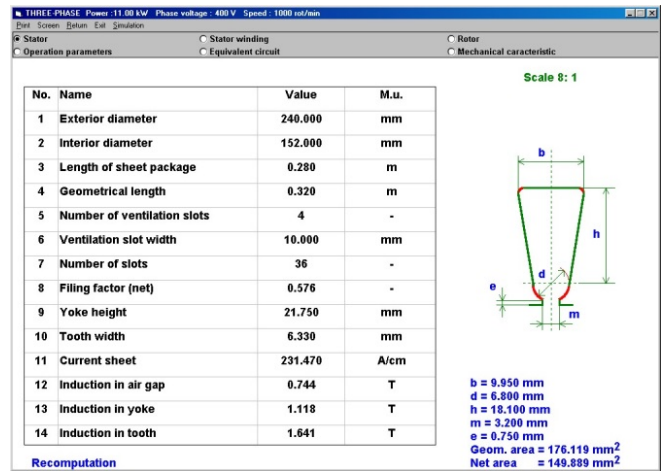 THREE-PHASE Power :11.00 kW Phase voltage : 400 V Speed : 1000 rot/min
Print Screen Return Exit Simulation
Stator Stator winding Rotor
Operation parameters Equivalent circuit Mechanical caracteristic
Scale 8: 1
No. Name Value M.u.
1 Exterior diameter 240.000 mm
2 Interior diameter 152.000 mm
3 Length of sheet package 0.280 m
4 Geometrical length 0.320 m
5 Number of ventilation slots 4 -
6 Ventilation slot width 10.000 mm
7 Number of slots 36 -
8 Filing factor (net) 0.576 -
9 Yoke height 21.750 mm
10 Tooth width 6.330 mm
11 Current sheet 231.470 A/cm
12 Induction in air gap 0.744 T
13 Induction in yoke 1.118 T
14 Induction in tooth 1.641 T
Recomputation
b
h
d
e
m
b = 9.950 mm
d = 6.800 mm
h = 18.100 mm
m = 3.200 mm
e = 0.750 mm
Geom. area = 176.119 mm2
Net area = 149.889 mm2